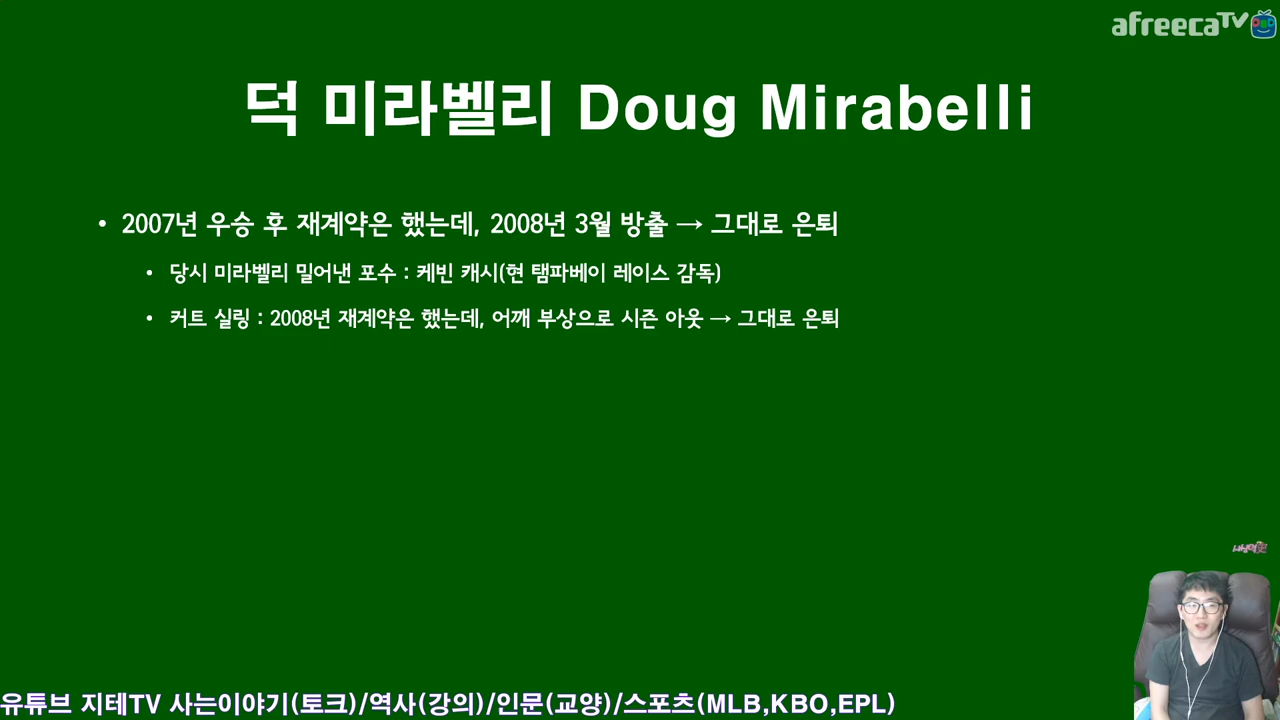 afreecaTV
덕 미라벨리 Doug Mirabelli
• 2007년 우승 후 재계약은 했는데, 2008년 3월 방출 → 그대로 은퇴
• 당시 미라벨리 밀어낸 포수 : 케빈 캐시(현 탬파베이 레이스 감독)
• 커트 실링 : 2008년 재계약은 했는데, 어깨 부상으로 시즌 아웃 → 그대로 은퇴
유튜브 지테TV 사는이야기(토크)/역사(강의)/인문(교양)/스포츠(MLB,KBO,EPL)